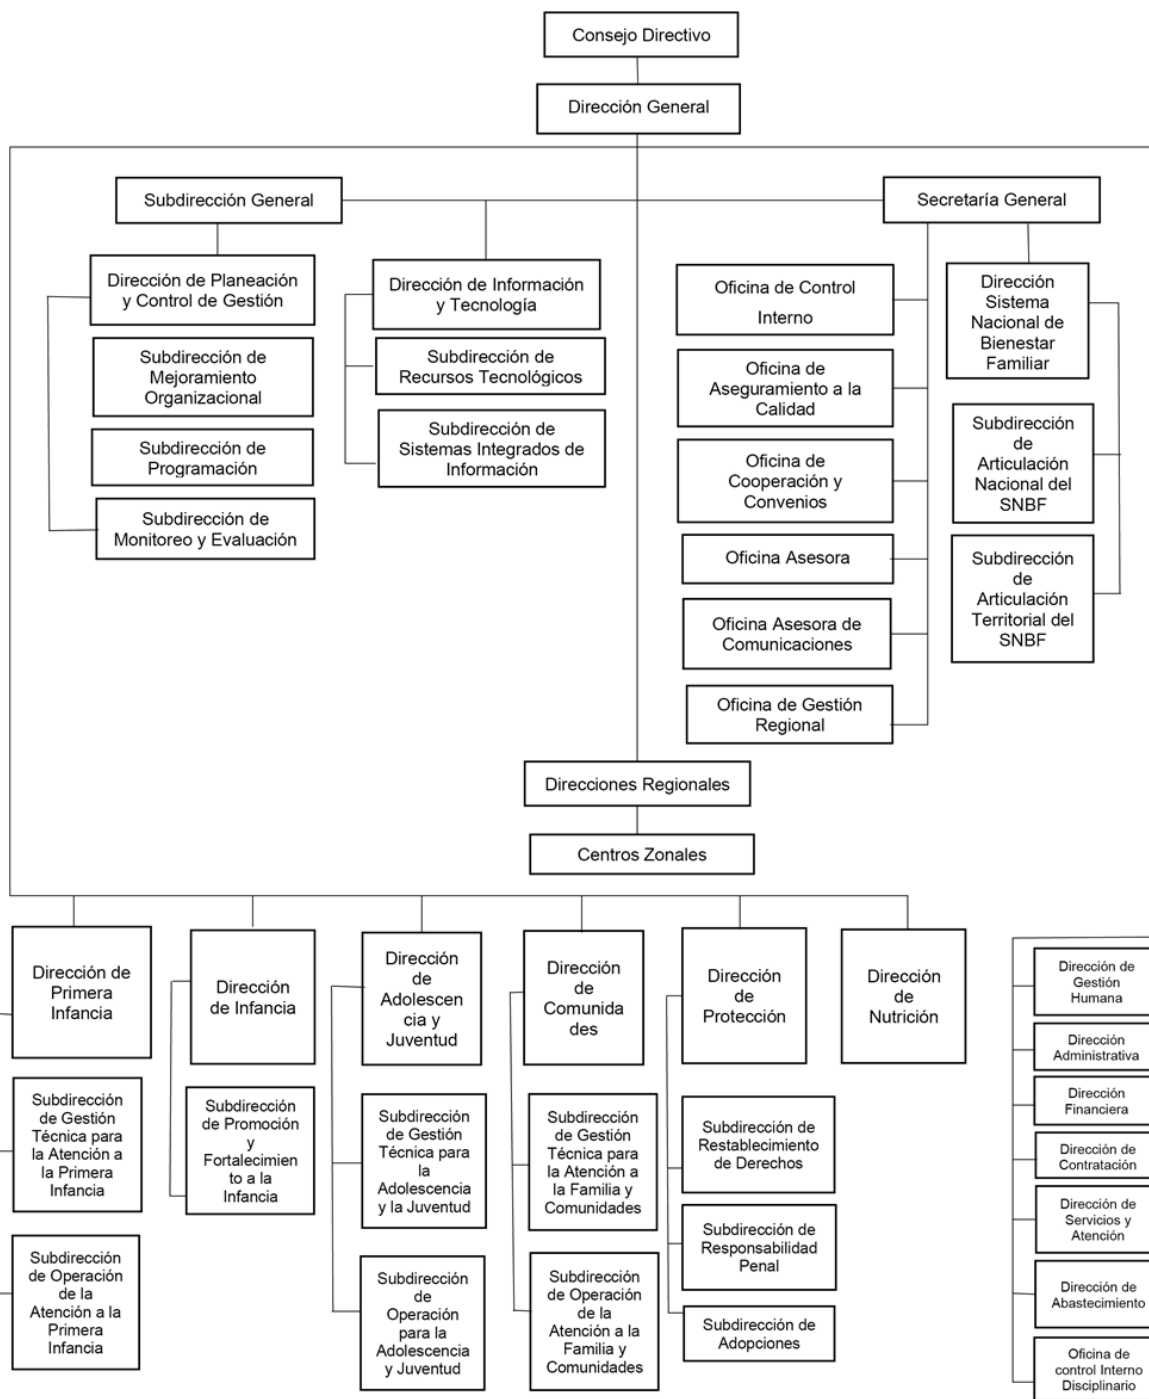 Consejo Directivo
Dirección General
Subdirección General
Secretaría General
Dirección de Planeación
y Control de Gestión
Subdirección de
Mejoramiento
Organizacional
Subdirección de
Programación
Subdirección de
Monitoreo y Evaluación
Dirección de Información
y Tecnología
Subdirección de
Recursos Tecnológicos
Subdirección de
Sistemas Integrados de
Información
Oficina de Control
Interno
Oficina de
Aseguramiento a la
Calidad
Oficina de
Cooperación y
Convenios
Oficina Asesora
Oficina Asesora de
Comunicaciones
Oficina de Gestión
Regional
Dirección
Sistema
Nacional de
Bienestar
Familiar
Subdirección
de
Articulación
Nacional del
SNBF
Subdirección
de
Articulación
Territorial del
SNBF
Direcciones Regionales
Centros Zonales
Dirección de
Primera
Infancia
Subdirección
de Gestión
Técnica para
la Atención a
la Primera
Infancia
Subdirección
de Operación
de la
Atención a la
Primera
Infancia
Dirección
de Infancia
Subdirección
de Promoción
y
Fortalecimien
to a la
Infancia
Dirección
de
Adolescen
cia y
Juventud
Subdirección
de Gestión
Técnica para
la
Adolescencia
y la Juventud
Subdirección
de
Operación
para la
Adolescencia
y Juventud
Dirección
de
Comunida
des
Subdirección
de Gestión
Técnica para
la Atención a
la Familia y
Comunidades
Subdirección
de Operación
de la
Atención a la
Familia y
Comunidades
Dirección
de
Protección
Subdirección de
Restablecimiento
de Derechos
Subdirección de
Responsabilidad
Penal
Subdirección de
Adopciones
Dirección
de
Nutrición
Dirección de
Gestión
Humana
Dirección
Administrativa
Dirección
Financiera
Dirección de
Contratación
Dirección de
Servicios y
Atención
Dirección de
Abastecimiento
Oficina de
control Interno
Disciplinario